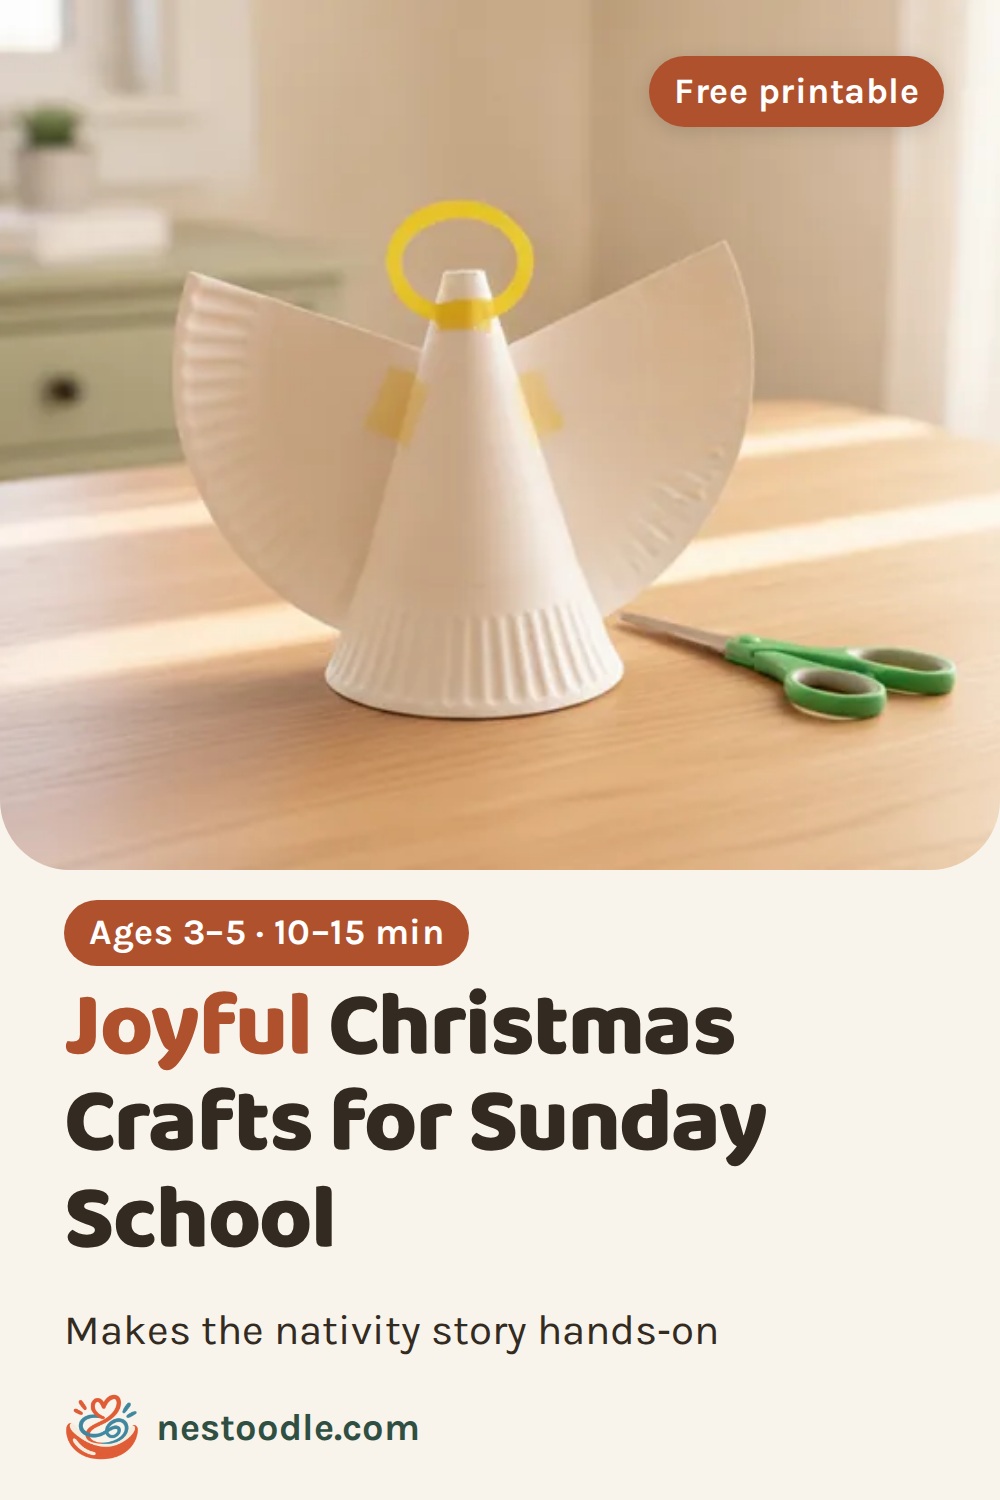 Free printable
Ages 3–5 · 10–15 min
Joyful Christmas
Crafts for Sunday
School
Makes the nativity story hands-on
nestoodle.com